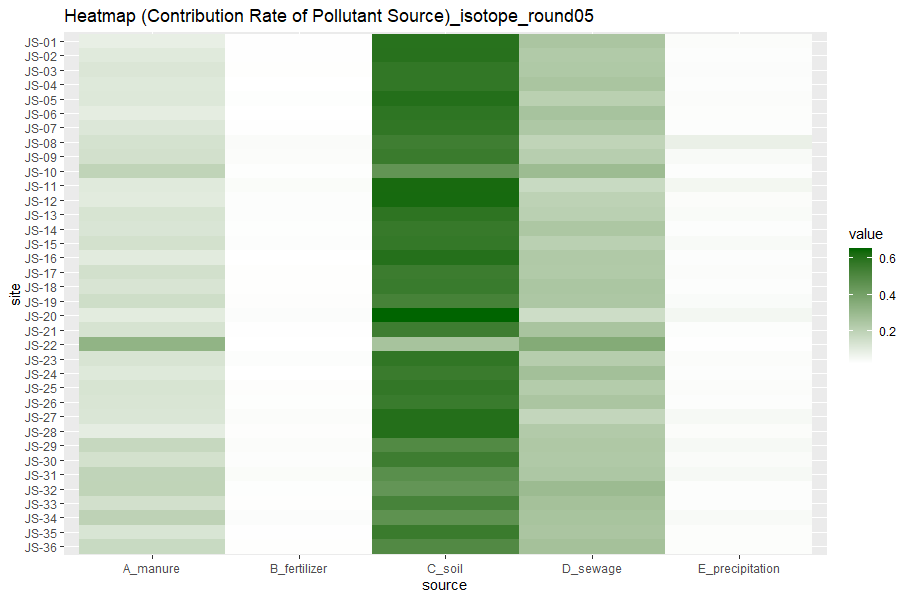 Heatmap (Contribution Rate of Pollutant Source)_isotope_round05
JS-01
JS-02
JS-03
JS-04
JS-05
JS-06
JS-07
JS-08
JS-09
JS-10
JS-11
JS-12
JS-13
JS-14
JS-15
JS-16
JS-17
JS-18
JS-19
JS-20
JS-21
JS-22
JS-23
JS-24
JS-25
JS-26
JS-27
JS-28
JS-29
JS-30
JS-31
JS-32
JS-33
JS-34
JS-35
JS-36
site
A_manure B_fertilizer C_soil D_sewage E_precipitation
source
value
0.6
0.4
0.2